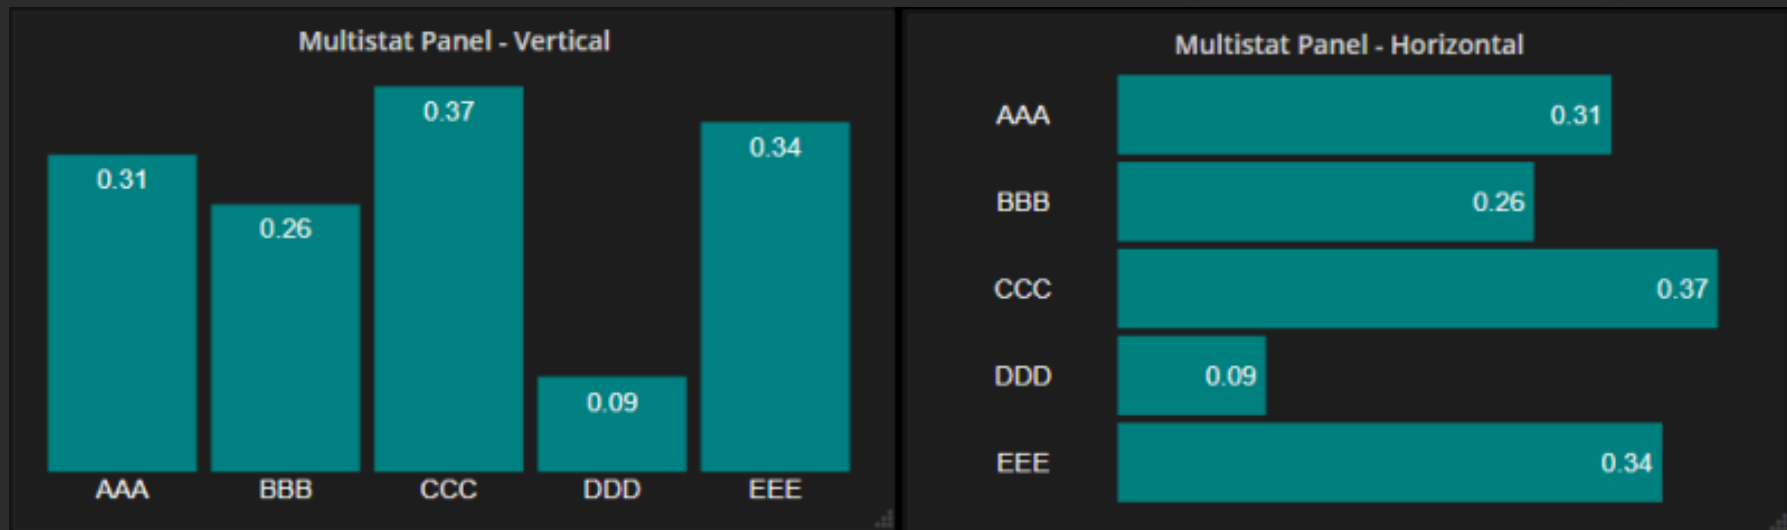 Multistat Panel - Vertical
0.31
0.26
0.37
0.09
0.34
AAA
BBB
CCC
DDD
EEE
Multistat Panel - Horizontal
AAA 0.31
BBB 0.26
CCC 0.37
DDD 0.09
EEE 0.34